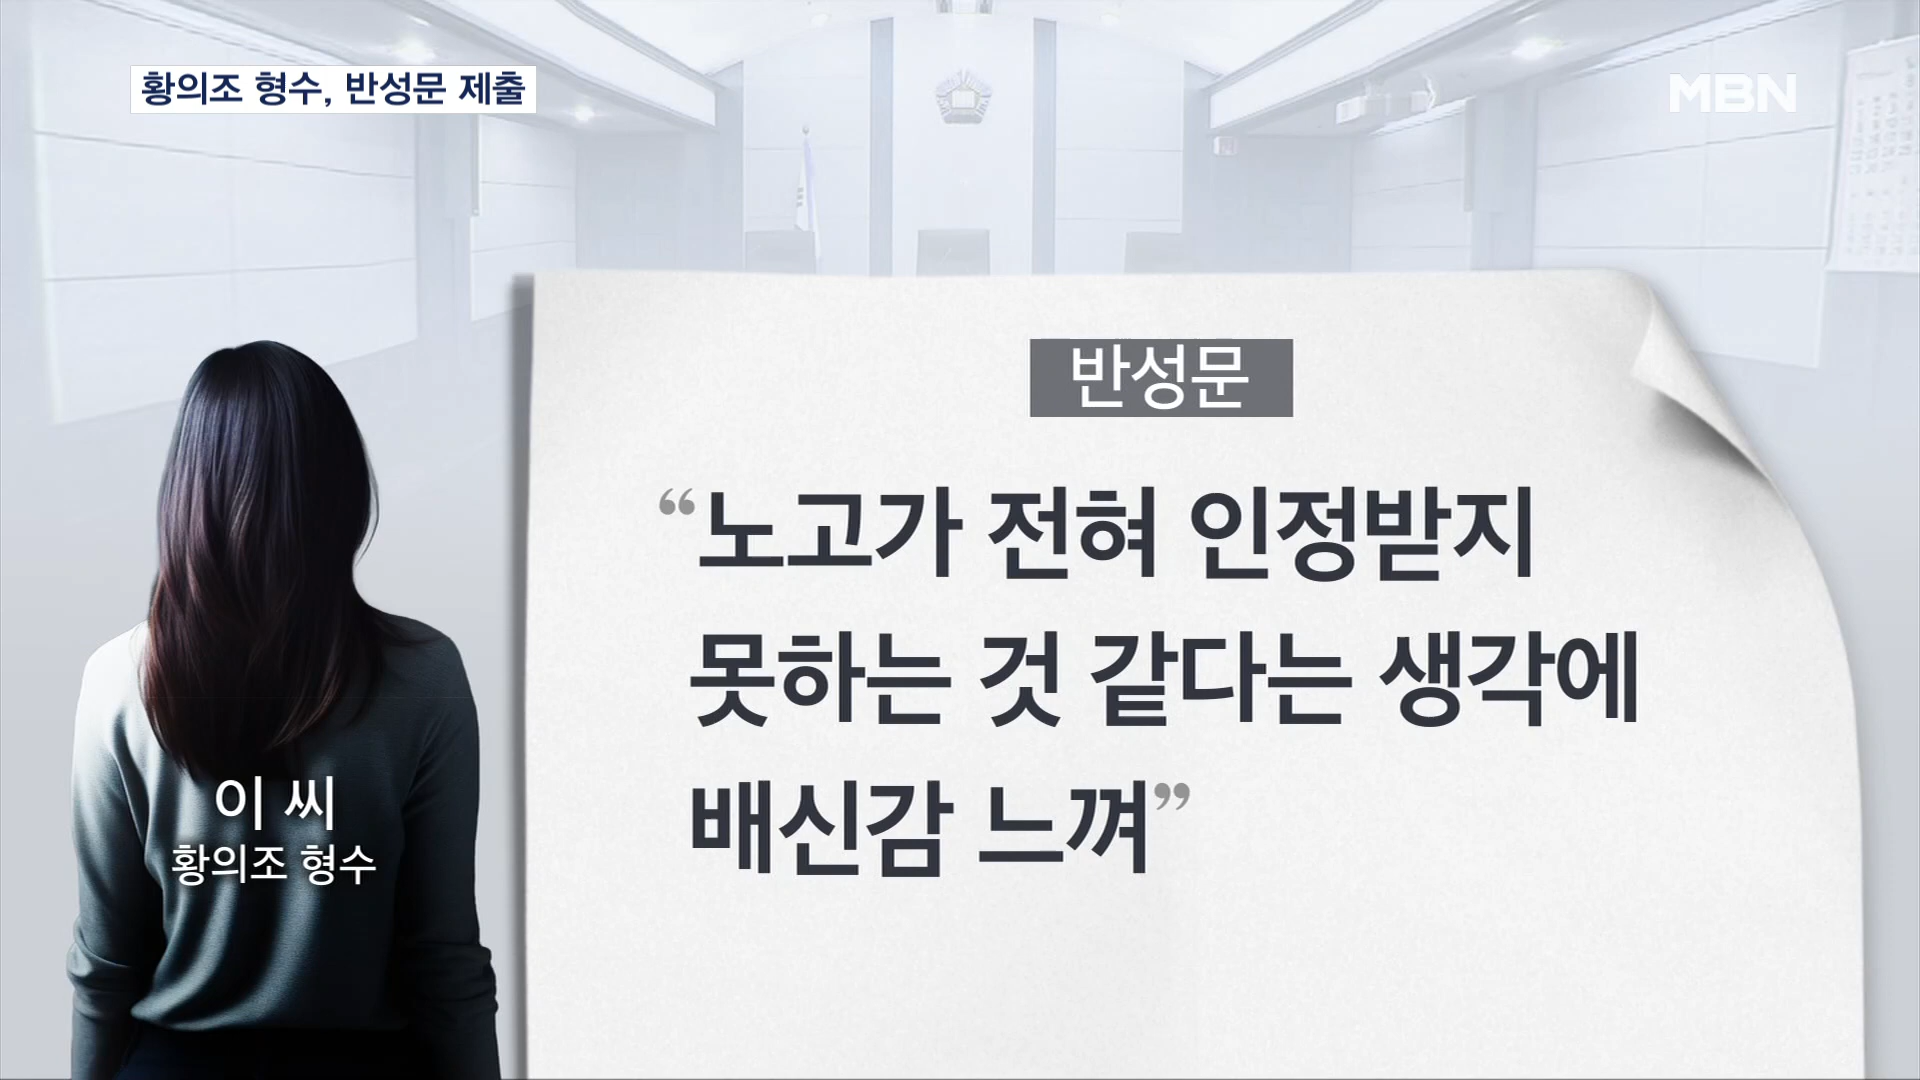 황의조 형수, 반성문 제출
MBN
반성문
“노고가 전혀 인정받지
못하는 것 같다는 생각에
배신감 느껴”
이 씨
황의조 형수